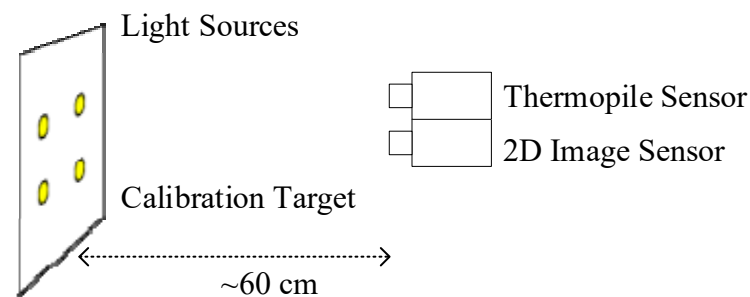 Light Sources
Thermopile Sensor
2D Image Sensor
Calibration Target
~60 cm